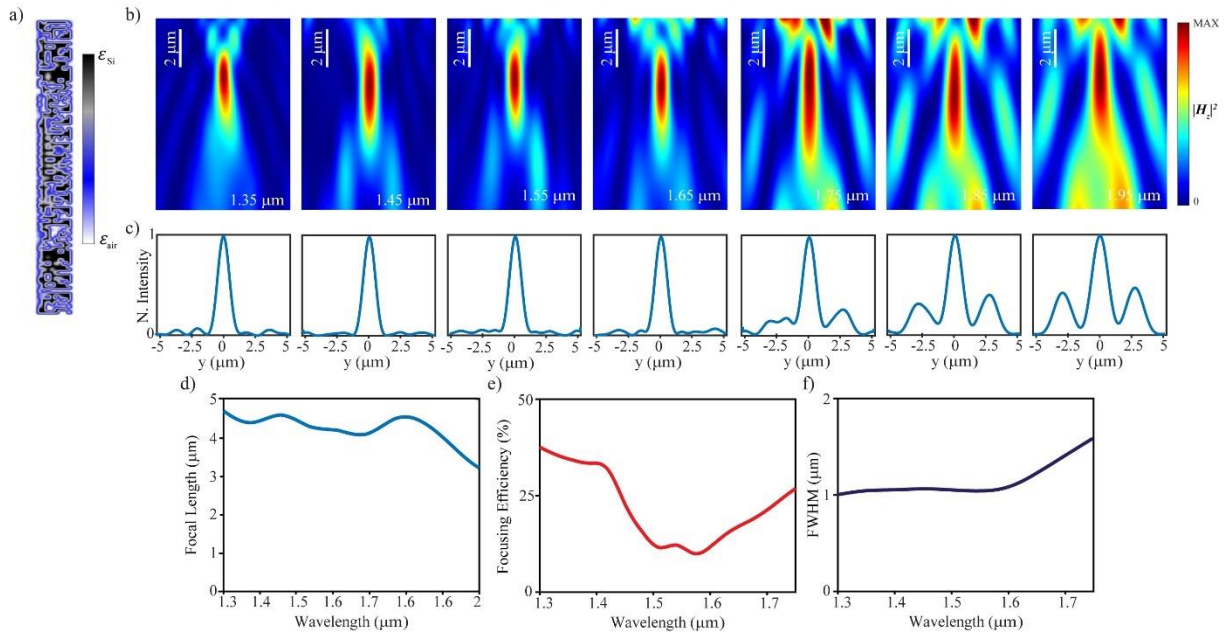 a)
εSi
εair
b)
2 μm
2 μm
2 μm
2 μm
2 μm
2 μm
2 μm
1.35 μm
1.45 μm
1.55 μm
1.65 μm
1.75 μm
1.85 μm
1.95 μm
MAX
|Hz|²
0
c)
N. Intensity
1
0
-5 -2.5 0 2.5 5
-5 -2.5 0 2.5 5
-5 -2.5 0 2.5 5
-5 -2.5 0 2.5 5
-5 -2.5 0 2.5 5
-5 -2.5 0 2.5 5
-5 -2.5 0 2.5 5
y (μm)
y (μm)
y (μm)
y (μm)
y (μm)
y (μm)
y (μm)
d)
Focal Length (μm)
5
4
3
2
1
0
1.3 1.4 1.5 1.6 1.7 1.6 1.6 2
Wavelength (μm)
e)
Focusing Efficiency (%)
50
25
0
1.3 1.4 1.5 1.6 1.7
Wavelength (μm)
f)
FWHM (μm)
2
1
0
1.3 1.4 1.5 1.6 1.7
Wavelength (μm)